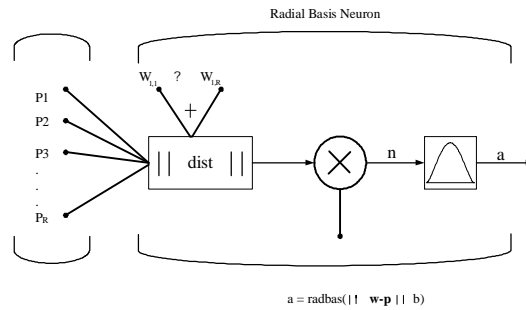 Radial Basis Neuron
W1,1 ? W1,R
P1
P2
P3
.
.
.
PR
+
|| dist ||
n
a
a = radbas(|| w-p || b)